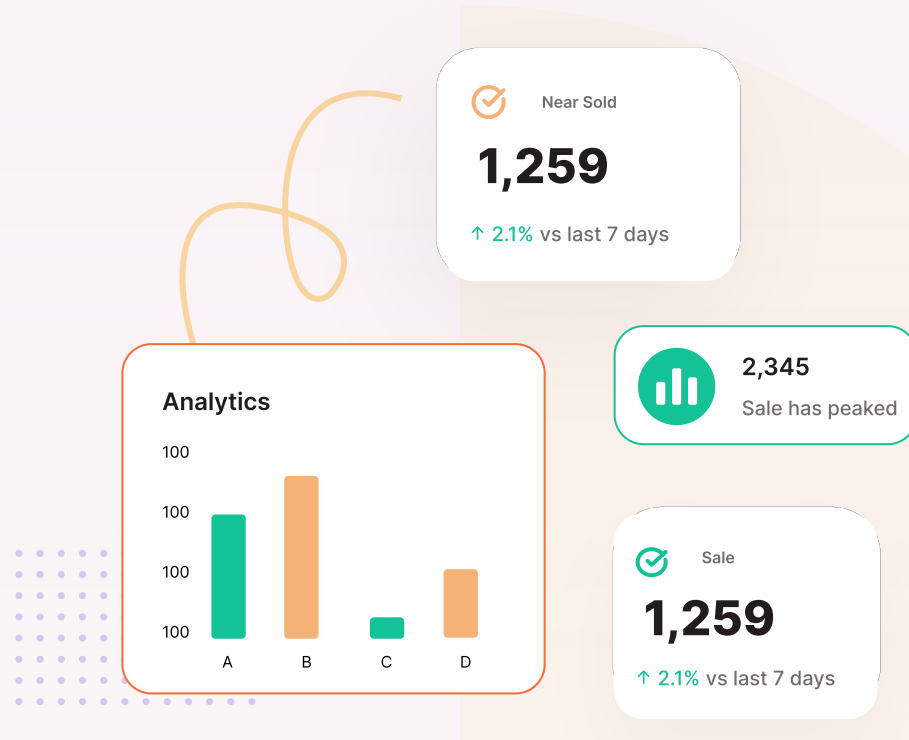 Near Sold
1,259
↑ 2.1% vs last 7 days
2,345
Sale has peaked
Analytics
100
100
100
100
A B C D
Sale
1,259
↑ 2.1% vs last 7 days